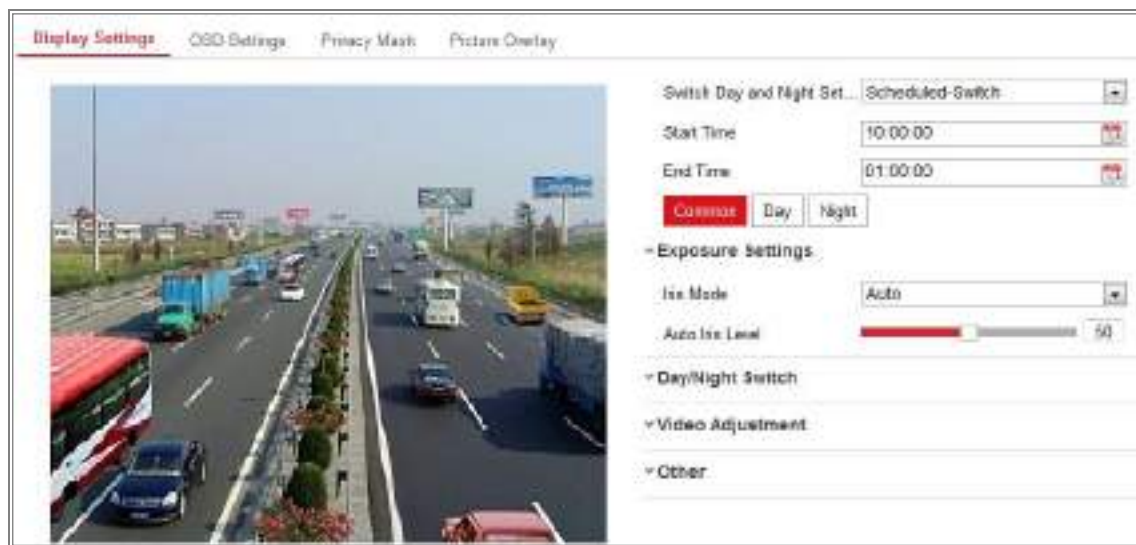 Display Settings OSD Settings Privacy Mask Picture Overlay
Switch Day and Night Set... Scheduled-Switch
Start Time 10:00:00
End Time 01:00:00
Common Day Night
Exposure Settings
Iris Mode Auto
Auto Iris Level 50
Day/Night Switch
Video Adjustment
Other